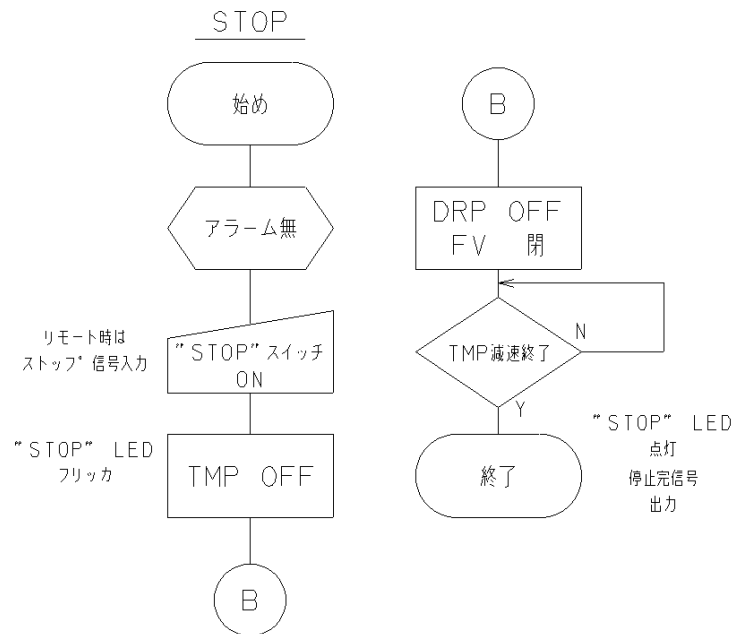 STOP
始め
アラーム無
リモート時は
ストップ信号入力
"STOP"スイッチ
ON
"STOP" LED
フリッカ
TMP OFF
B
B
DRP OFF
FV 閉
N
TMP減速終了
Y
終了
"STOP" LED
点灯
停止完信号
出力